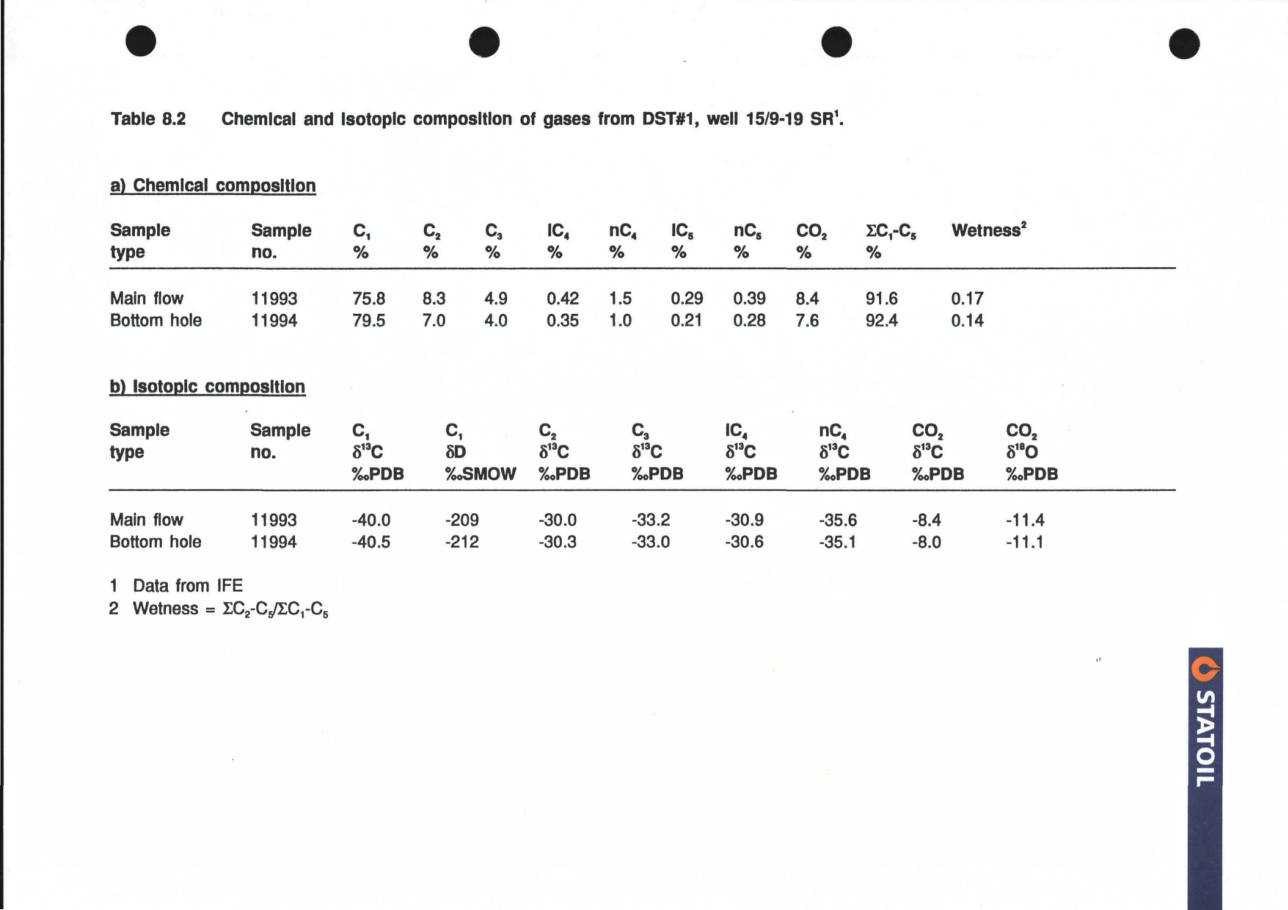 Table 8.2 Chemical and Isotopic composition of gases from DST#1, well 15/9-19 SR¹.
a) Chemical composition
Sample Sample C₁ C₂ C₃ iC₄ nC₄ iC₅ nC₅ CO₂ ΣC₁-C₅ Wetness²
type no. % % % % % % % % %
Main flow 11993 75.8 8.3 4.9 0.42 1.5 0.29 0.39 8.4 91.6 0.17
Bottom hole 11994 79.5 7.0 4.0 0.35 1.0 0.21 0.28 7.6 92.4 0.14
b) Isotopic composition
Sample Sample C₁ C₁ C₂ C₃ iC₄ nC₄ CO₂ CO₂
type no. δ¹³C δD δ¹³C δ¹³C δ¹³C δ¹³C δ¹³C δ¹⁸O
‰PDB ‰SMOW ‰PDB ‰PDB ‰PDB ‰PDB ‰PDB ‰PDB
Main flow 11993 -40.0 -209 -30.0 -33.2 -30.9 -35.6 -8.4 -11.4
Bottom hole 11994 -40.5 -212 -30.3 -33.0 -30.6 -35.1 -8.0 -11.1
1 Data from IFE
2 Wetness = ΣC₂-C₅/ΣC₁-C₅
STATOIL